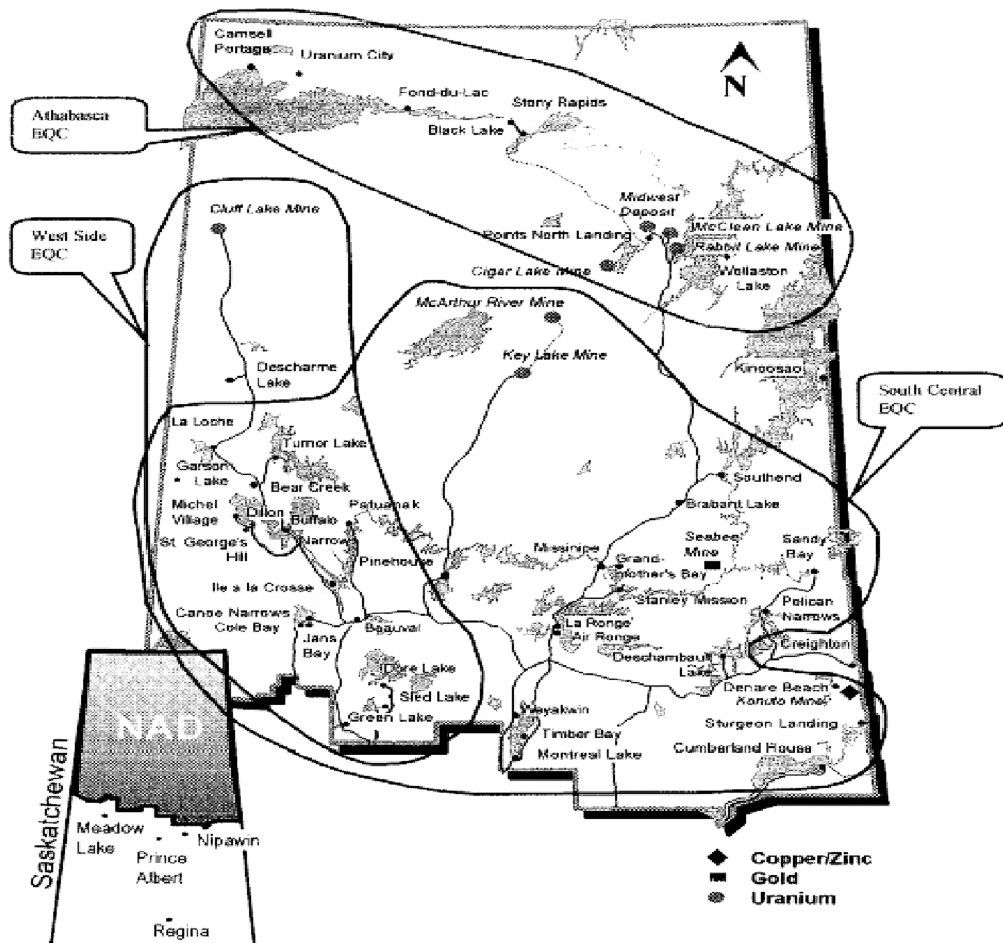 Camsell
Portage
Uranium City
Fond-du-Lac
Stony Rapids
Black Lake
N
Athabasca
EQC
West Side
EQC
South Central
EQC
Cluff Lake Mine
Midwest
Deposit
Points North Landing
McClean Lake Mine
Rabbit Lake Mine
Cigar Lake Mine
Wollaston
Lake
McArthur River Mine
Key Lake Mine
Kinoosao
Descharme
Lake
La Loche
Turnor Lake
Garson
Lake
Bear Creek
Michel
Village
Dillon
Buffalo
Narrow
St. George's
Hill
Patuanak
Pinehouse
Ile a la Crosse
Canoe Narrows
Cole Bay
Jans
Bay
Beauval
Dore Lake
Sled Lake
Green Lake
Southend
Brabant Lake
Missinipe
Grand-
mother's Bay
Seabee
Mine
Sandy
Bay
Stanley Mission
Pelican
Narrows
La Ronge
Air Ronge
Creighton
Deschambault
Lake
Denare Beach
Konuto Mine
Weyakwin
Sturgeon Landing
Timber Bay
Cumberland House
Montreal Lake
NAD
Saskatchewan
Meadow
Lake
Nipawin
Prince
Albert
Regina
Copper/Zinc
Gold
Uranium